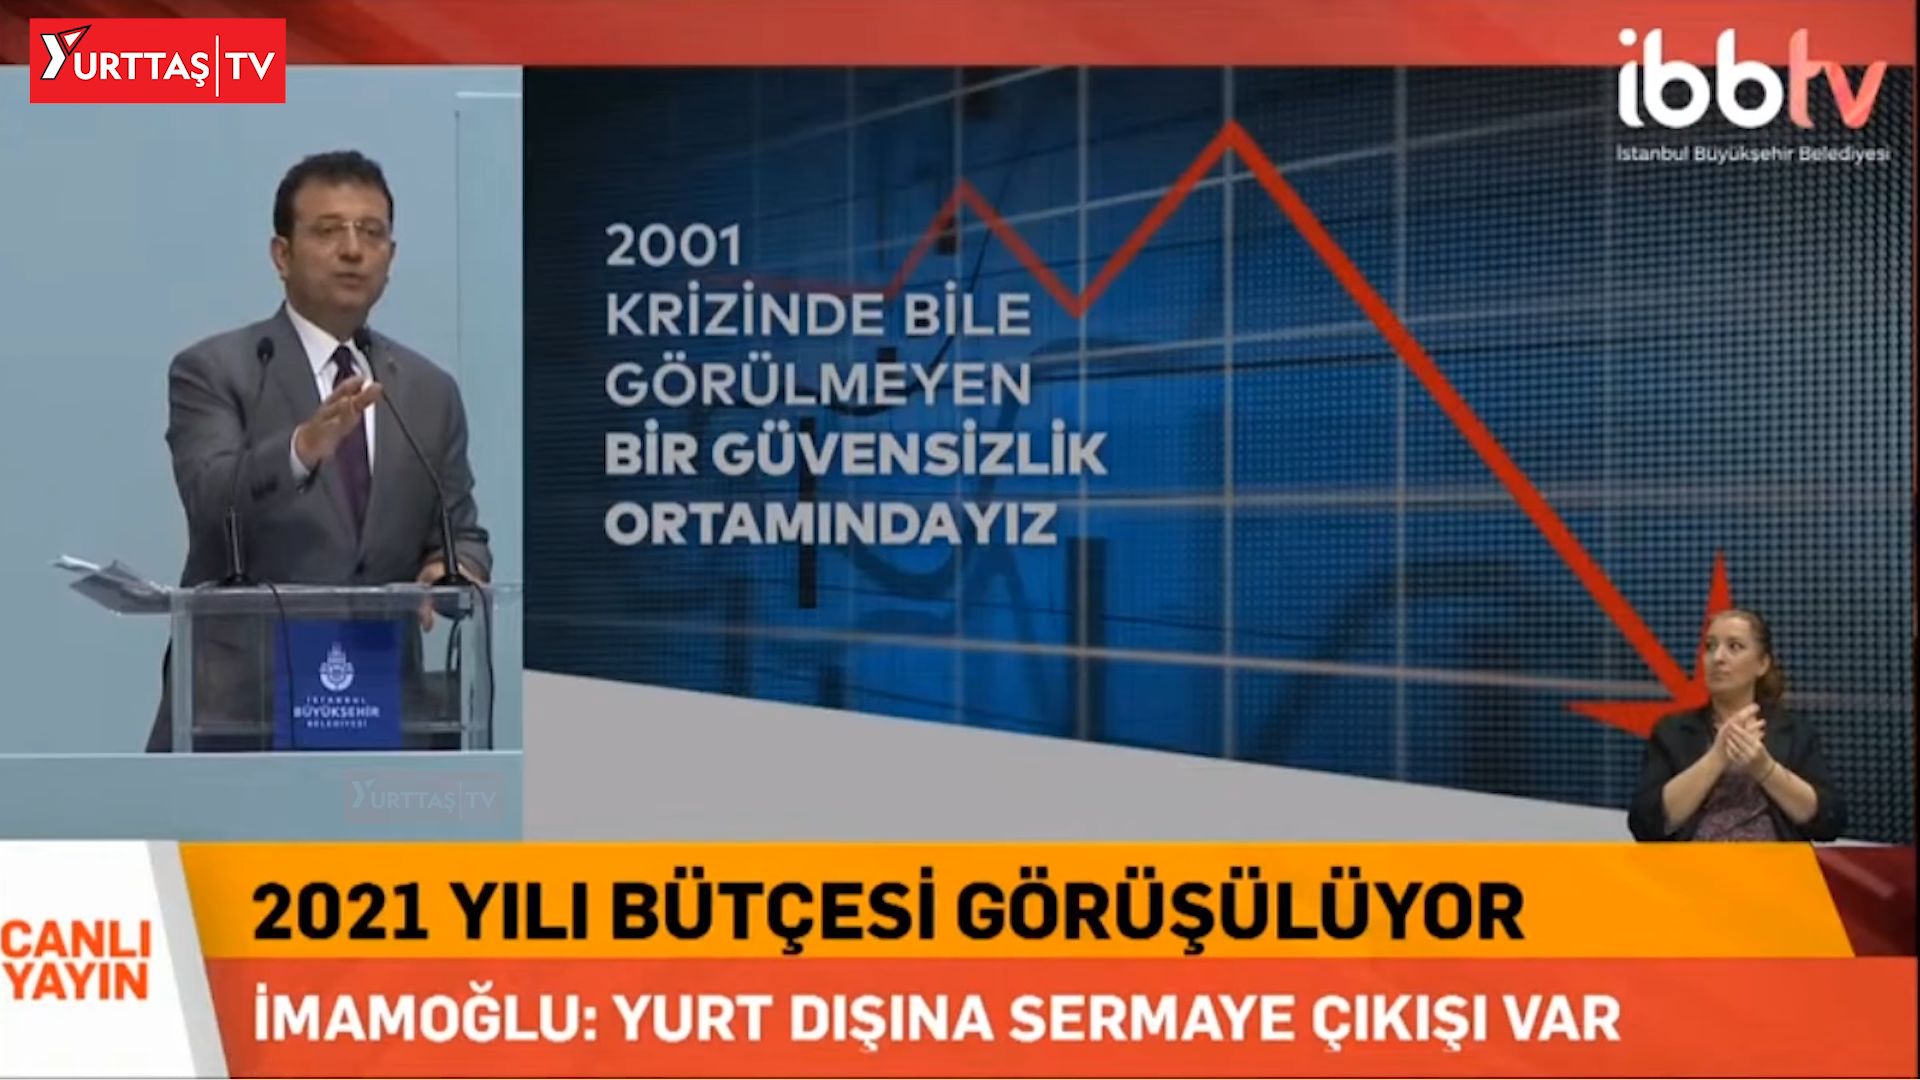 YURTTAŞ|TV
ibbtv
İstanbul Büyükşehir Belediyesi
2001
KRİZİNDE BİLE
GÖRÜLMEYEN
BİR GÜVENSİZLİK
ORTAMINDAYIZ
İSTANBUL
BÜYÜKŞEHİR
BELEDİYESİ
YURTTAŞ|TV
CANLI
YAYIN
2021 YILI BÜTÇESİ GÖRÜŞÜLÜYOR
İMAMOĞLU: YURT DIŞINA SERMAYE ÇIKIŞI VAR